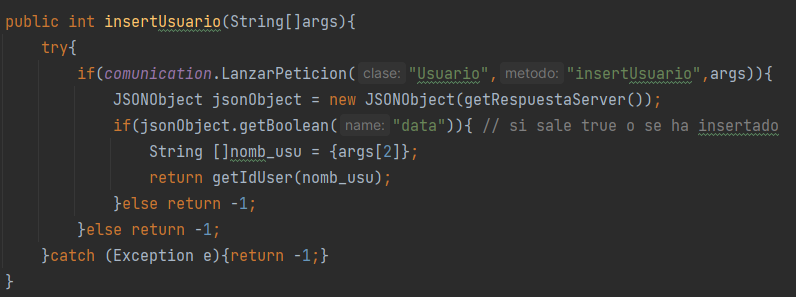 public int insertUsuario(String[]args){
    try{
        if(comunication.LanzarPeticion( clase: "Usuario", metodo: "insertUsuario",args)){
            JSONObject jsonObject = new JSONObject(getRespuestaServer());
            if(jsonObject.getBoolean( name: "data")){ // si sale true o se ha insertado
                String []nomb_usu = {args[2]};
                return getIdUser(nomb_usu);
            }else return -1;
        }else return -1;
    }catch (Exception e){return -1;}
}